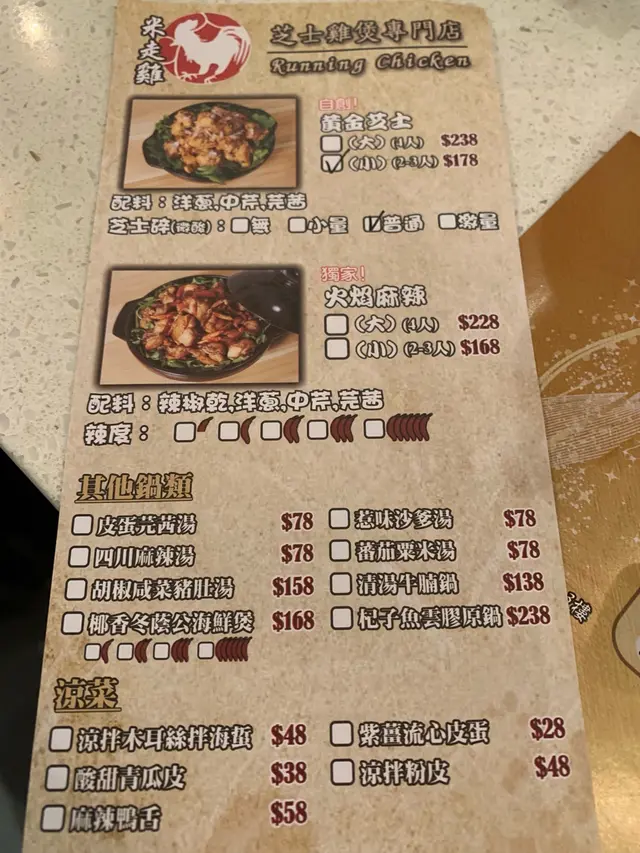 米走雞
芝士雞煲專門店
Running Chicken
自創!
黃金芝士
(大) (4人) $238
(小) (2-3人) $178
配料：洋蔥,中芹,芫茜
芝士碎(微酸)：無 小量 普通 激量
獨家!
火焰麻辣
(大) (4人) $228
(小) (2-3人) $168
配料：辣椒乾,洋蔥,中芹,芫茜
辣度：
其他鍋類
皮蛋芫茜湯 $78 惹味沙爹湯 $78
四川麻辣湯 $78 蕃茄粟米湯 $78
胡椒咸菜豬肚湯 $158 清湯牛腩鍋 $138
椰香冬蔭公海鮮煲 $168 杞子魚雲膠原鍋 $238
涼菜
涼拌木耳絲拌海蜇 $48 紫薑流心皮蛋 $28
酸甜青瓜皮 $38 涼拌粉皮 $48
麻辣鴨舌 $58